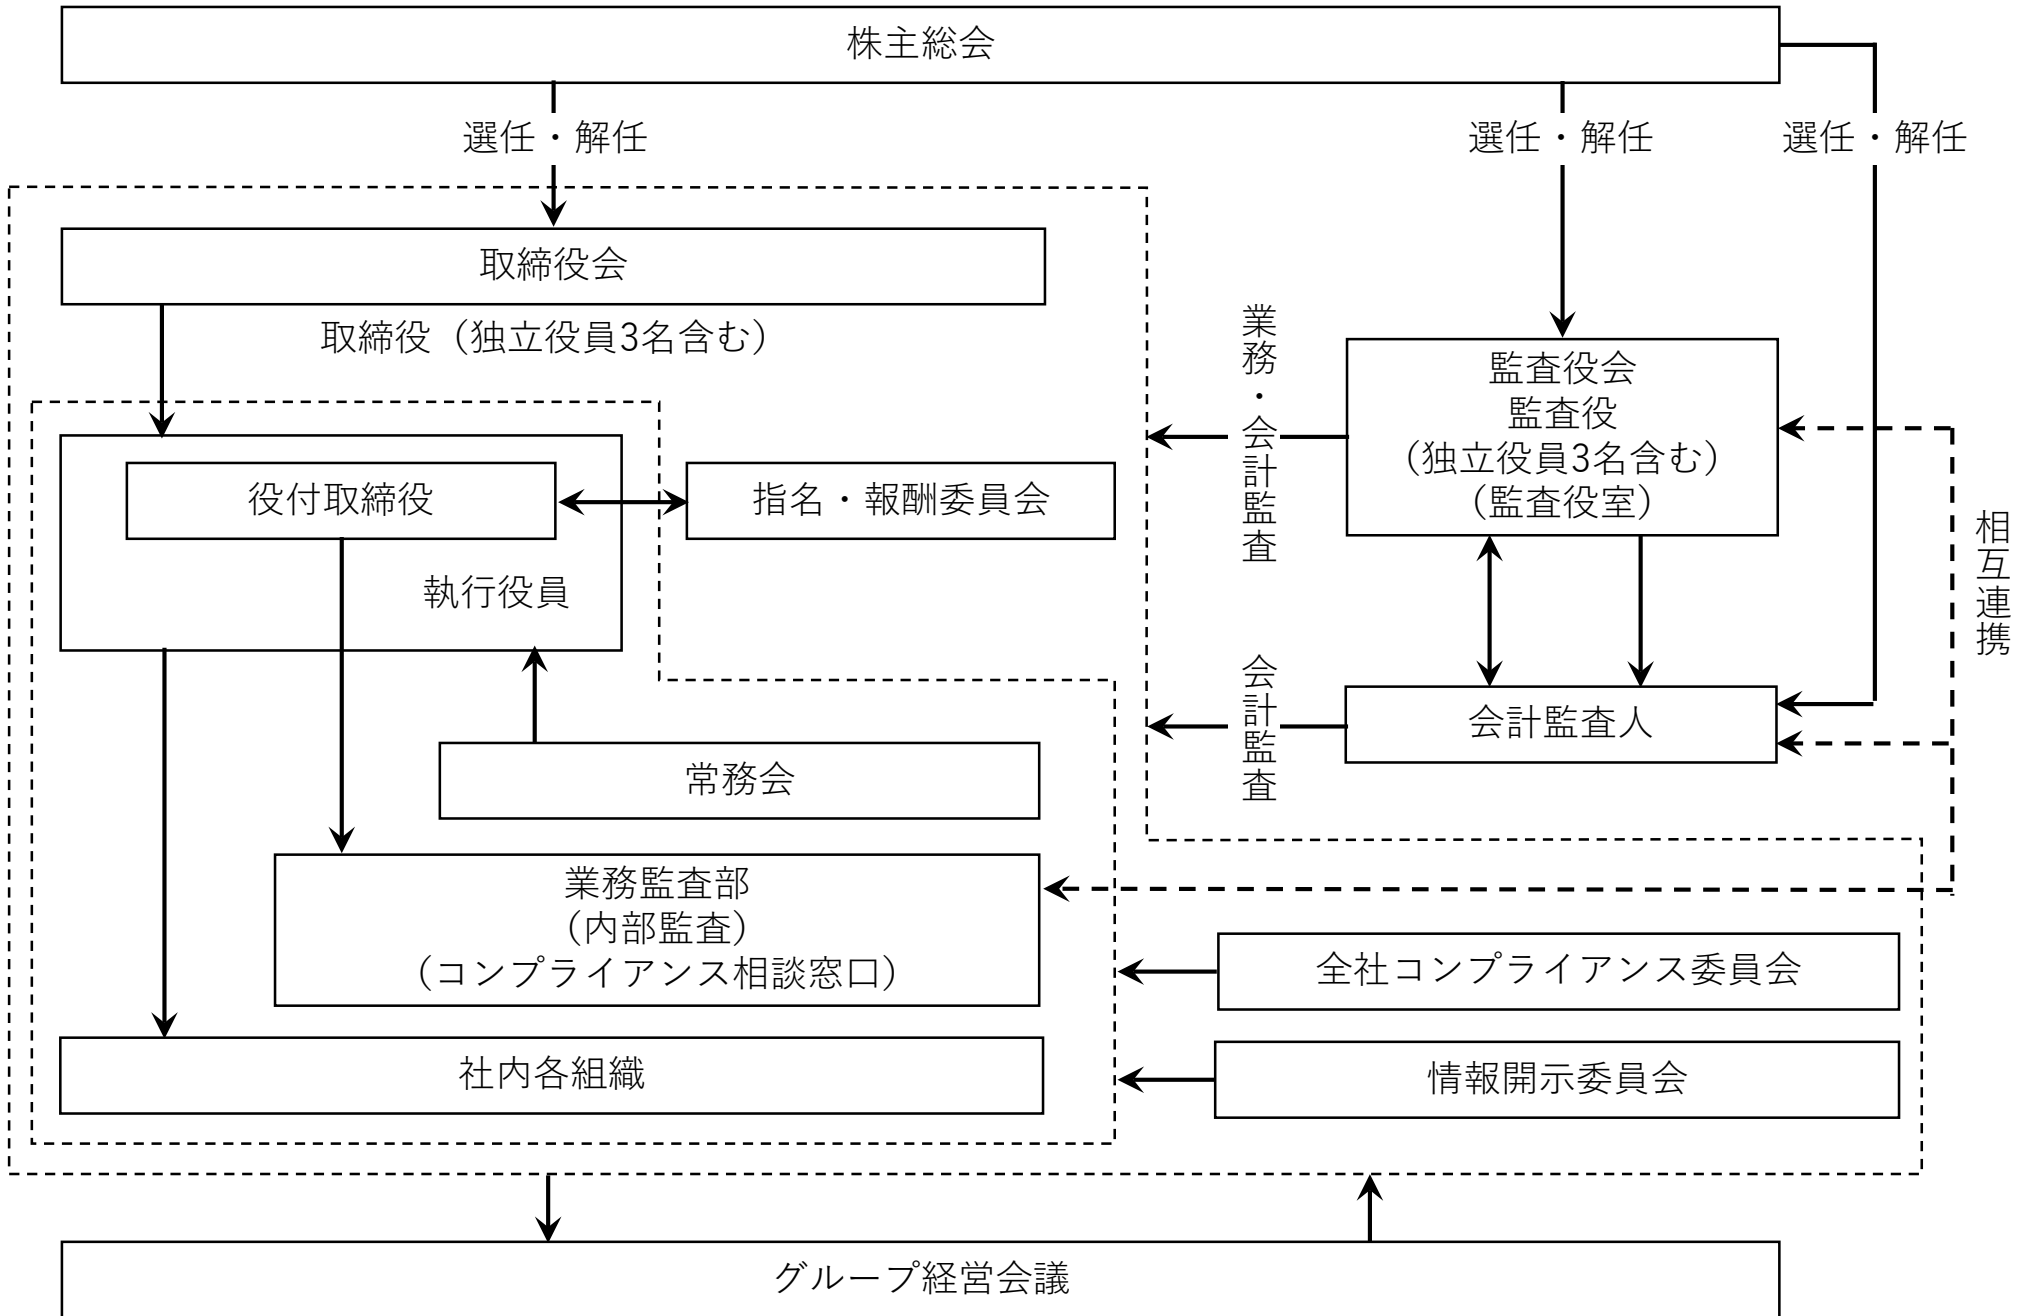 株主総会
選任・解任
選任・解任
選任・解任
取締役会
取締役（独立役員3名含む）
業務・会計監査
監査役会
監査役
（独立役員3名含む）
（監査役室）
役付取締役
指名・報酬委員会
執行役員
相互連携
会計監査
会計監査人
常務会
業務監査部
（内部監査）
（コンプライアンス相談窓口）
全社コンプライアンス委員会
社内各組織
情報開示委員会
グループ経営会議